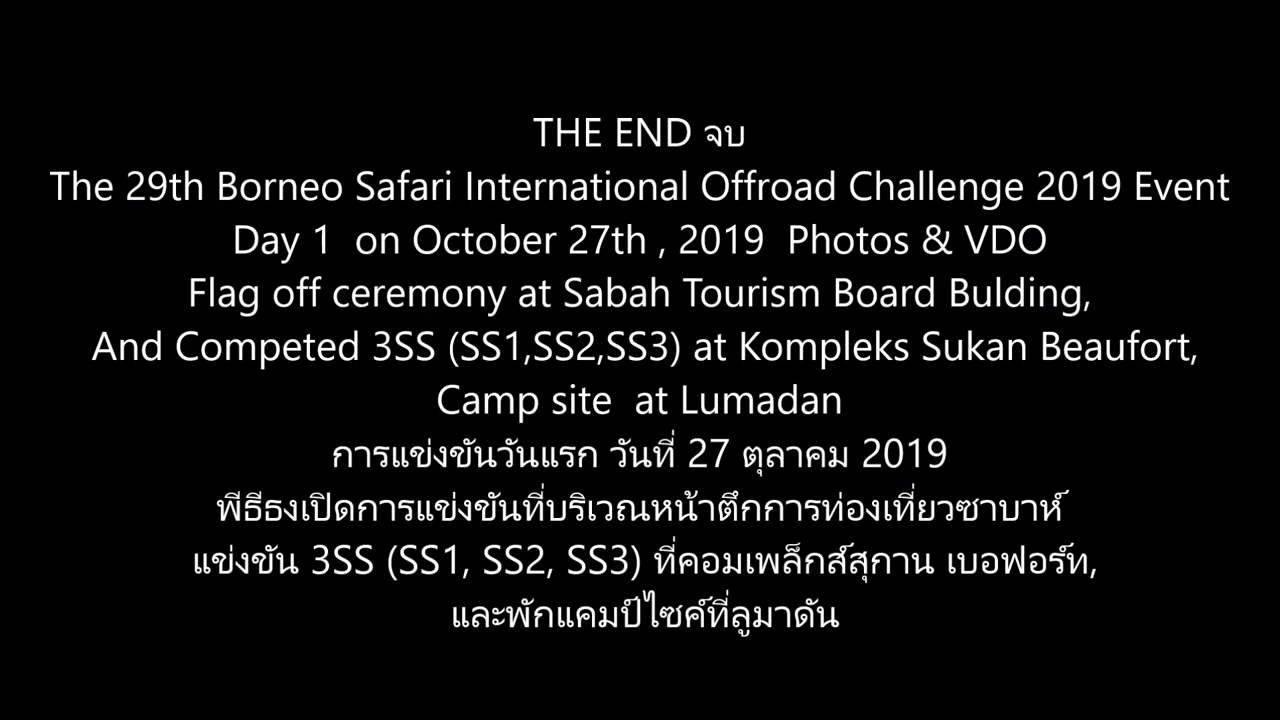 THE END จบ
The 29th Borneo Safari International Offroad Challenge 2019 Event
Day 1  on October 27th , 2019  Photos & VDO
Flag off ceremony at Sabah Tourism Board Bulding,
And Competed 3SS (SS1,SS2,SS3) at Kompleks Sukan Beaufort,
Camp site  at Lumadan
การแข่งขันวันแรก วันที่ 27 ตุลาคม 2019
พีธีธงเปิดการแข่งขันที่บริเวณหน้าตึกการท่องเที่ยวซาบาห์
แข่งขัน 3SS (SS1, SS2, SS3) ที่คอมเพล็กส์สุกาน เบอฟอร์ท,
และพักแคมป์ไซค์ที่ลูมาดัน